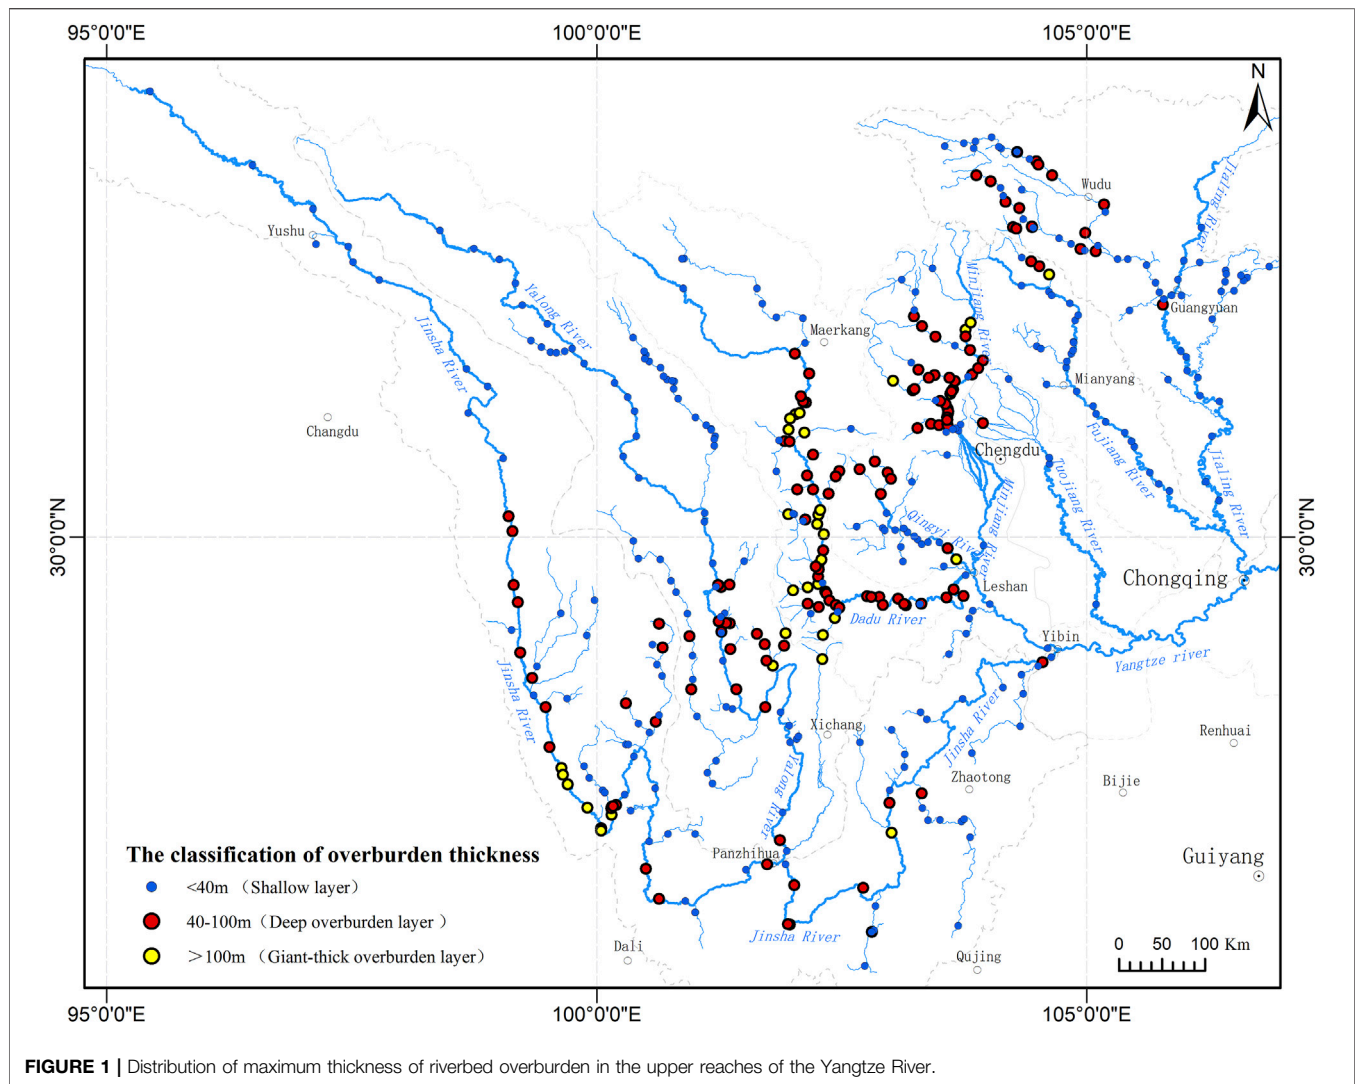 95°0'0"E
100°0'0"E
105°0'0"E
N
Wudu
Jialing River
Yushu
Minjiang River
Yalong River
Guangyuan
Jinsha River
Maerkang
Mianyang
Changdu
Chengdu
Fujiang River
Tuojiang River
Jialing River
Minjiang River
Qingyi River
30°0'0"N
30°0'0"N
Chongqing
Leshan
Dadu River
Yibin
Yangtze river
Jinsha River
Xichang
Jinsha River
Renhuai
Yalong River
Zhaotong
Bijie
Panzhihua
Guiyang
The classification of overburden thickness
<40m （Shallow layer）
40-100m（Deep overburden layer ）
＞100m（Giant-thick overburden layer）
Jinsha River
Dali
Qujing
0 50 100 Km
95°0'0"E
100°0'0"E
105°0'0"E
FIGURE 1 | Distribution of maximum thickness of riverbed overburden in the upper reaches of the Yangtze River.